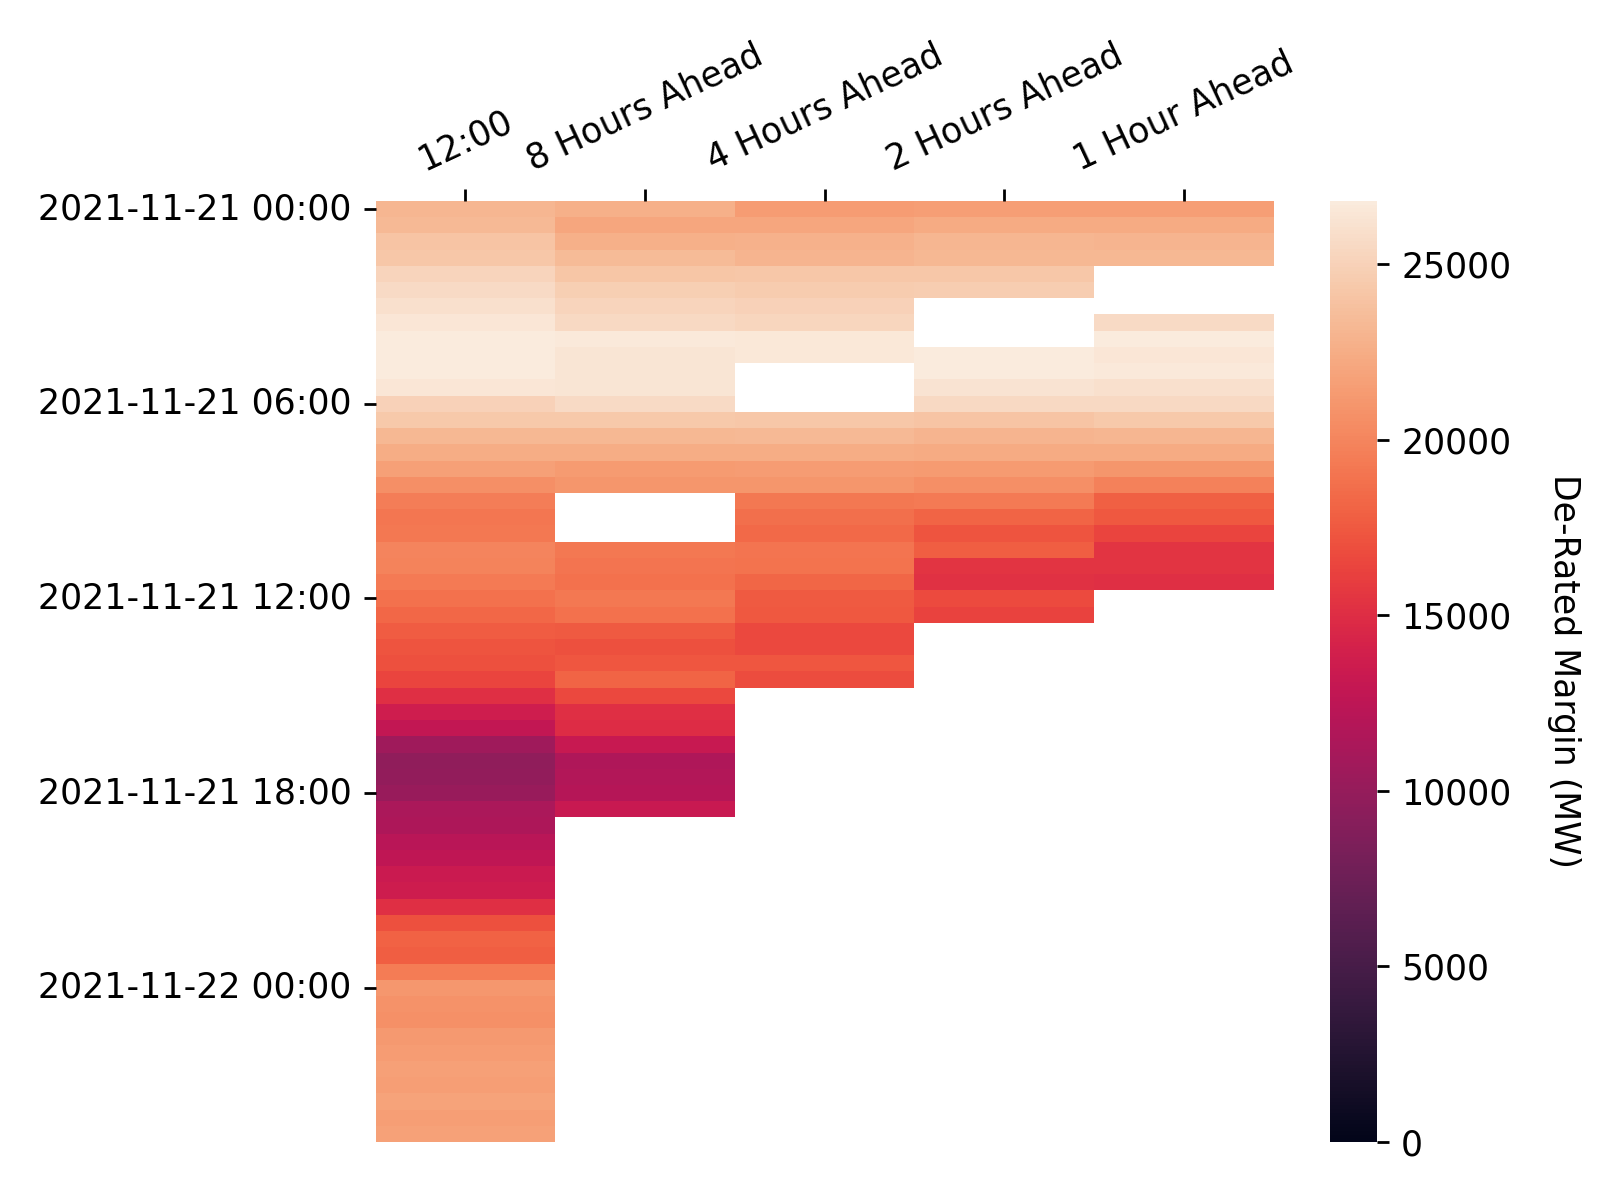 12:00
8 Hours Ahead
4 Hours Ahead
2 Hours Ahead
1 Hour Ahead
2021-11-21 00:00
2021-11-21 06:00
2021-11-21 12:00
2021-11-21 18:00
2021-11-22 00:00
25000
20000
15000
10000
5000
0
De-Rated Margin (MW)